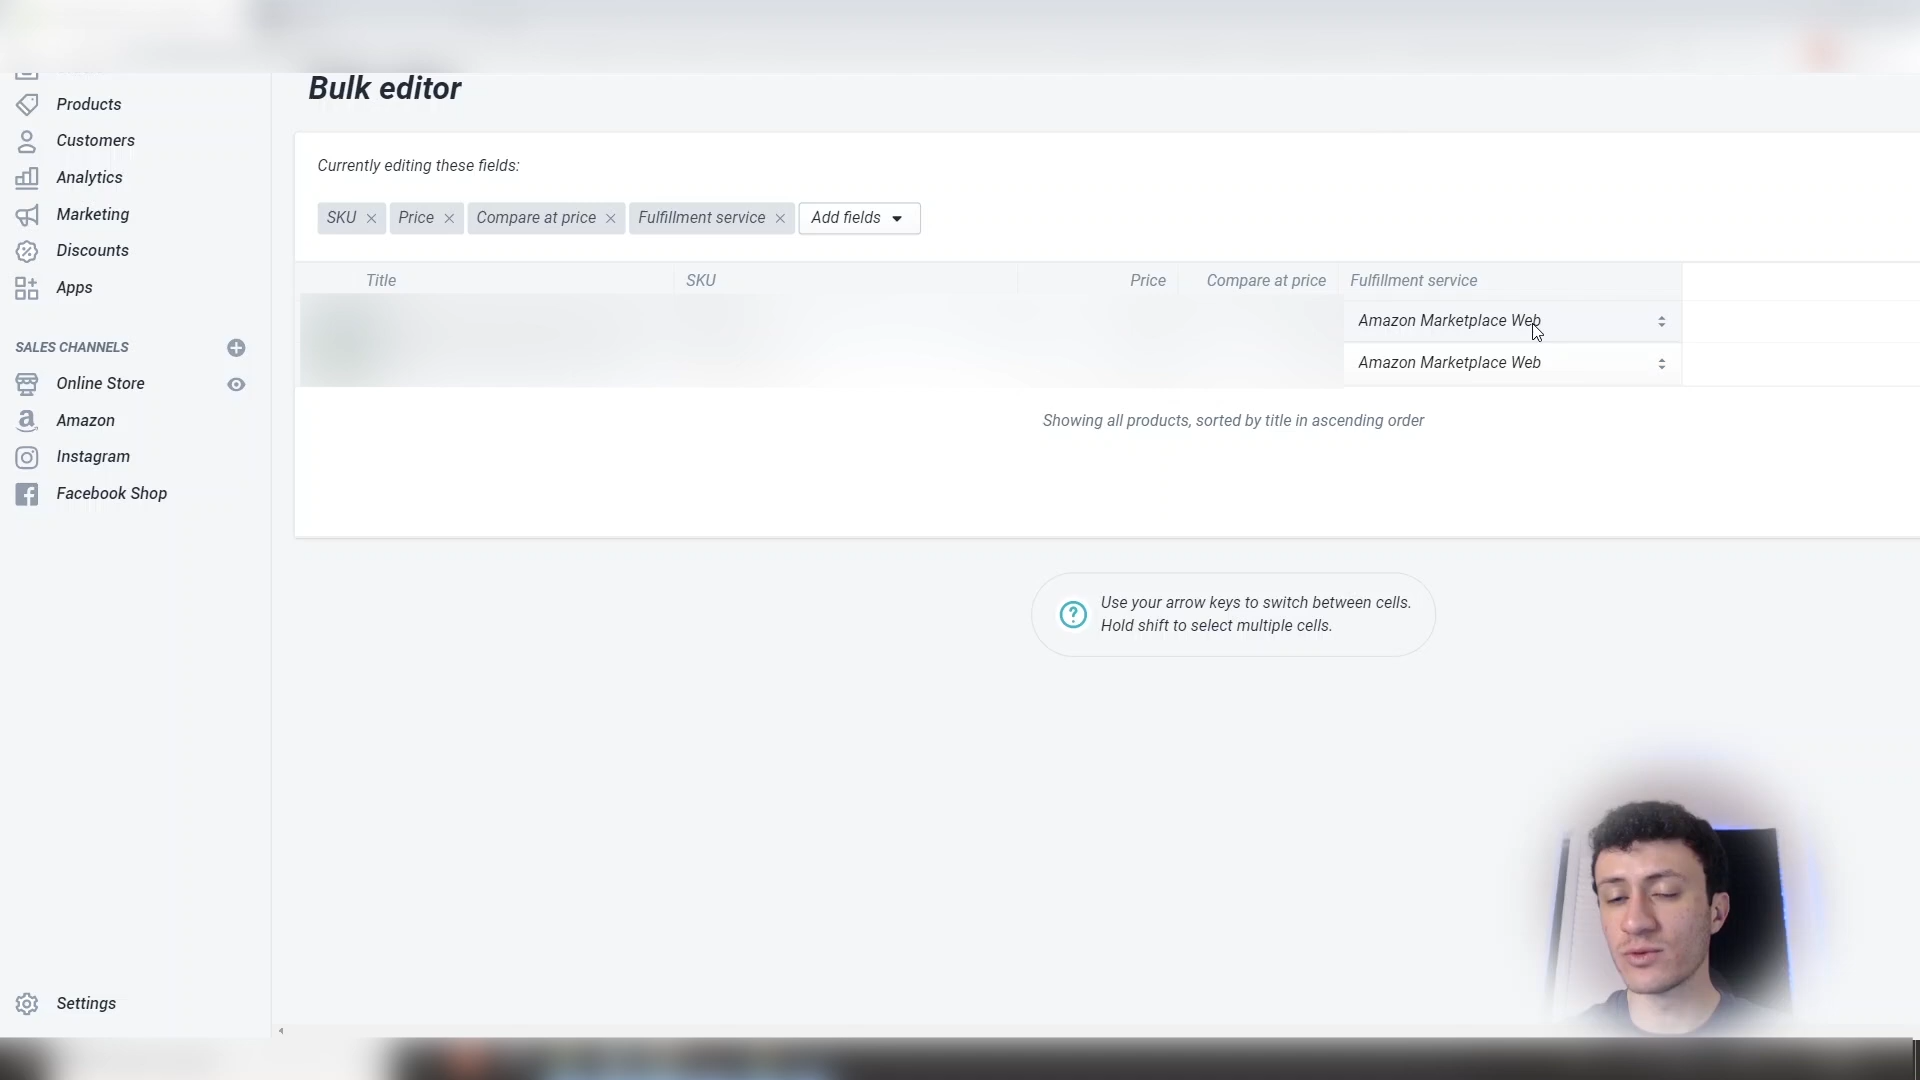 Bulk editor
Products
Customers
Analytics
Marketing
Discounts
Apps
SALES CHANNELS
Online Store
Amazon
Instagram
Facebook Shop
Settings
Currently editing these fields:
SKU
Price
Compare at price
Fulfillment service
Add fields
Title
SKU
Price
Compare at price
Fulfillment service
Amazon Marketplace Web
Amazon Marketplace Web
Showing all products, sorted by title in ascending order
Use your arrow keys to switch between cells.
Hold shift to select multiple cells.